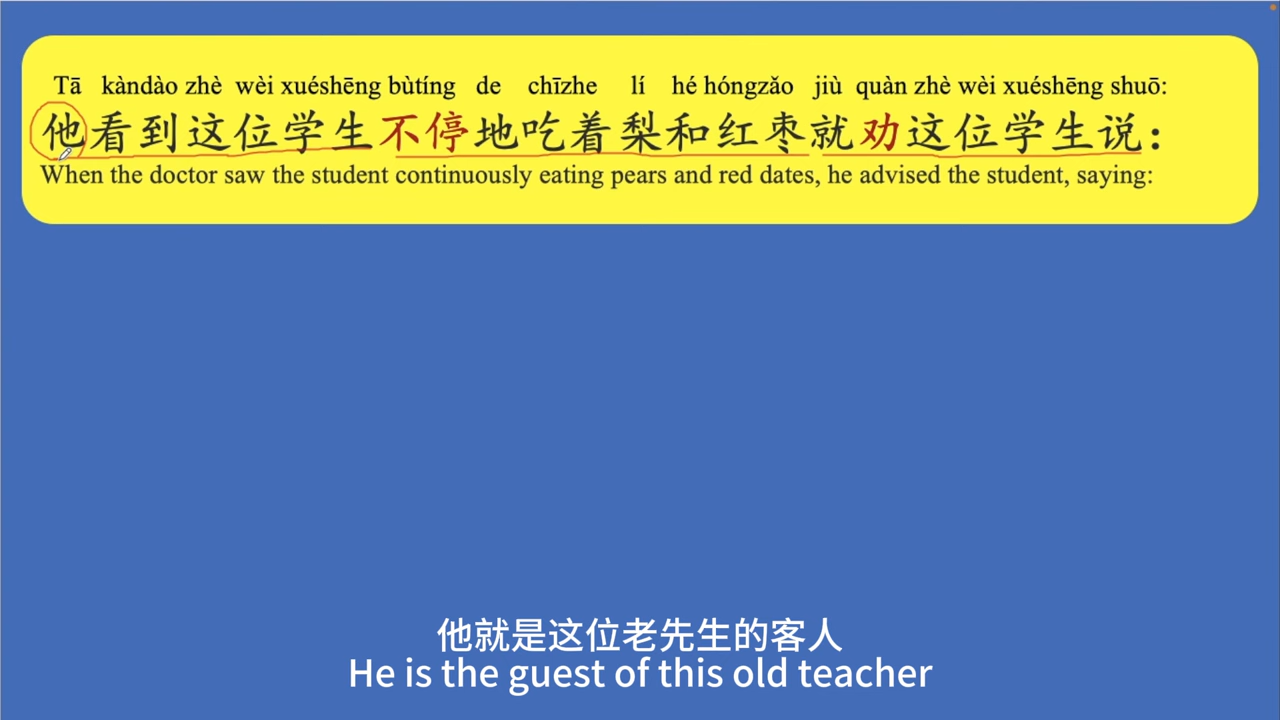 Tā kàndào zhè wèi xuéshēng bùtíng de chīzhe lí hé hóngzǎo jiù quàn zhè wèi xuéshēng shuō:
他看到这位学生不停地吃着梨和红枣就劝这位学生说：
When the doctor saw the student continuously eating pears and red dates, he advised the student, saying:
他就是这位老先生的客人
He is the guest of this old teacher